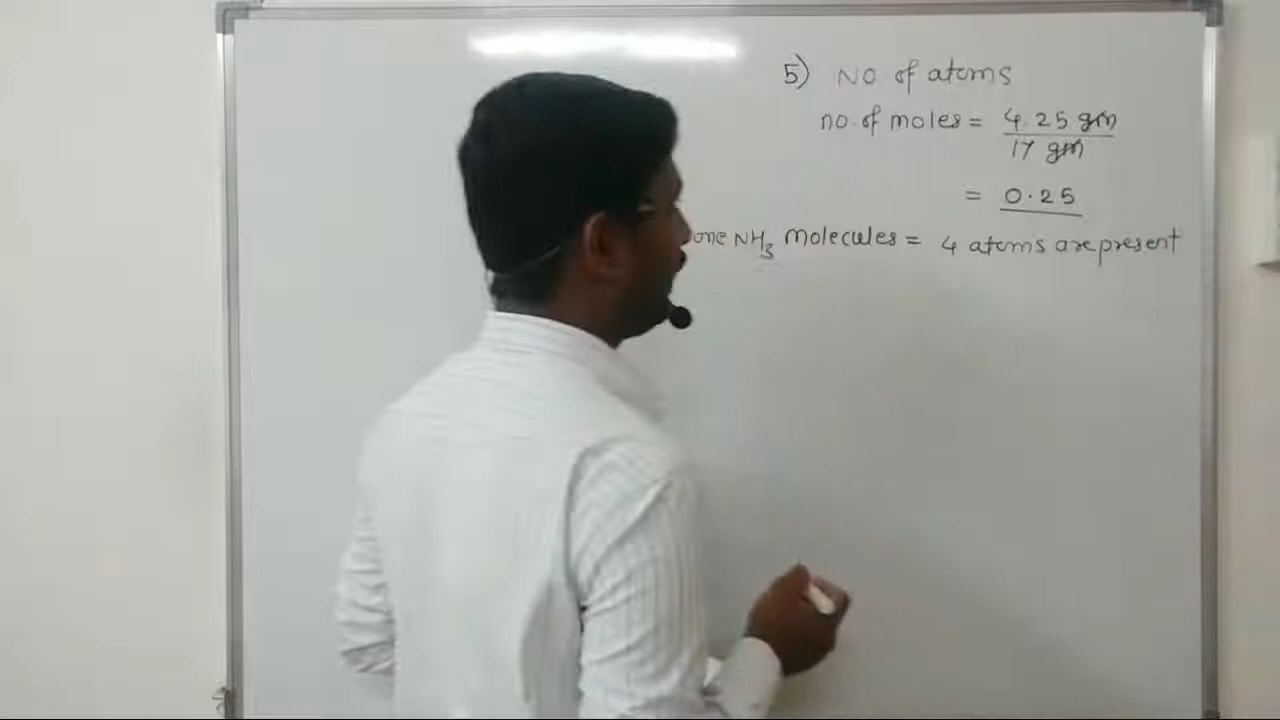 5) NO of atoms
no. of moles = 4.25 gm
17 gm
= 0.25
one NH3 molecules = 4 atoms are present